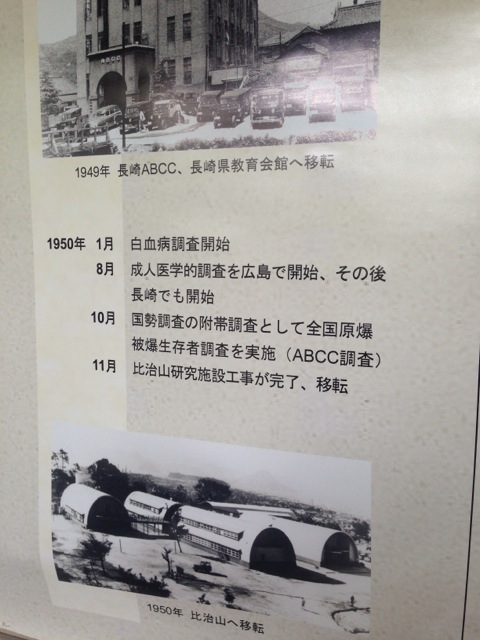 1949年 長崎ABCC、長崎県教育会館へ移転
1950年 1月 白血病調査開始
8月 成人医学的調査を広島で開始、その後
長崎でも開始
10月 国勢調査の附帯調査として全国原爆
被爆生存者調査を実施（ABCC調査）
11月 比治山研究施設工事が完了、移転
1950年 比治山へ移転